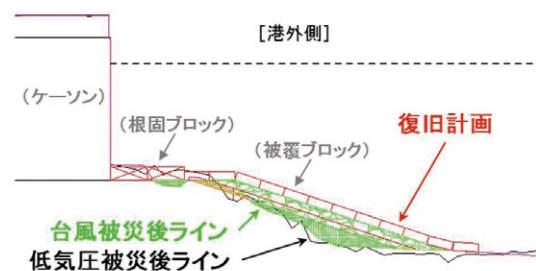 [港外側]
(ケーソン)
(根固ブロック)
(被覆ブロック)
復旧計画
台風被災後ライン
低気圧被災後ライン